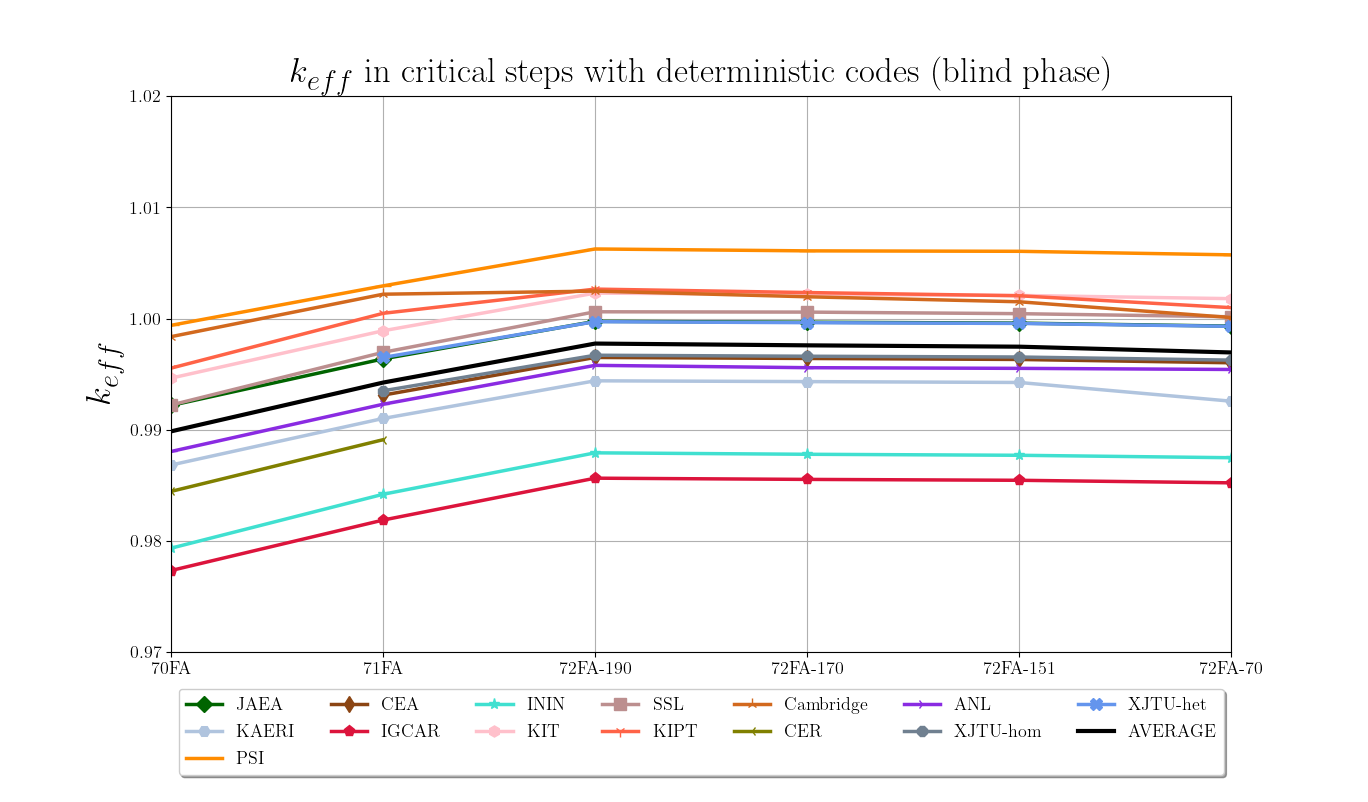 k_eff in critical steps with deterministic codes (blind phase)
1.02
1.01
1.00
0.99
0.98
0.97
k_eff
70FA 71FA 72FA-190 72FA-170 72FA-151 72FA-70
JAEA CEA ININ SSL Cambridge ANL XJTU-het
KAERI IGCAR KIT KIPT CER XJTU-hom AVERAGE
PSI